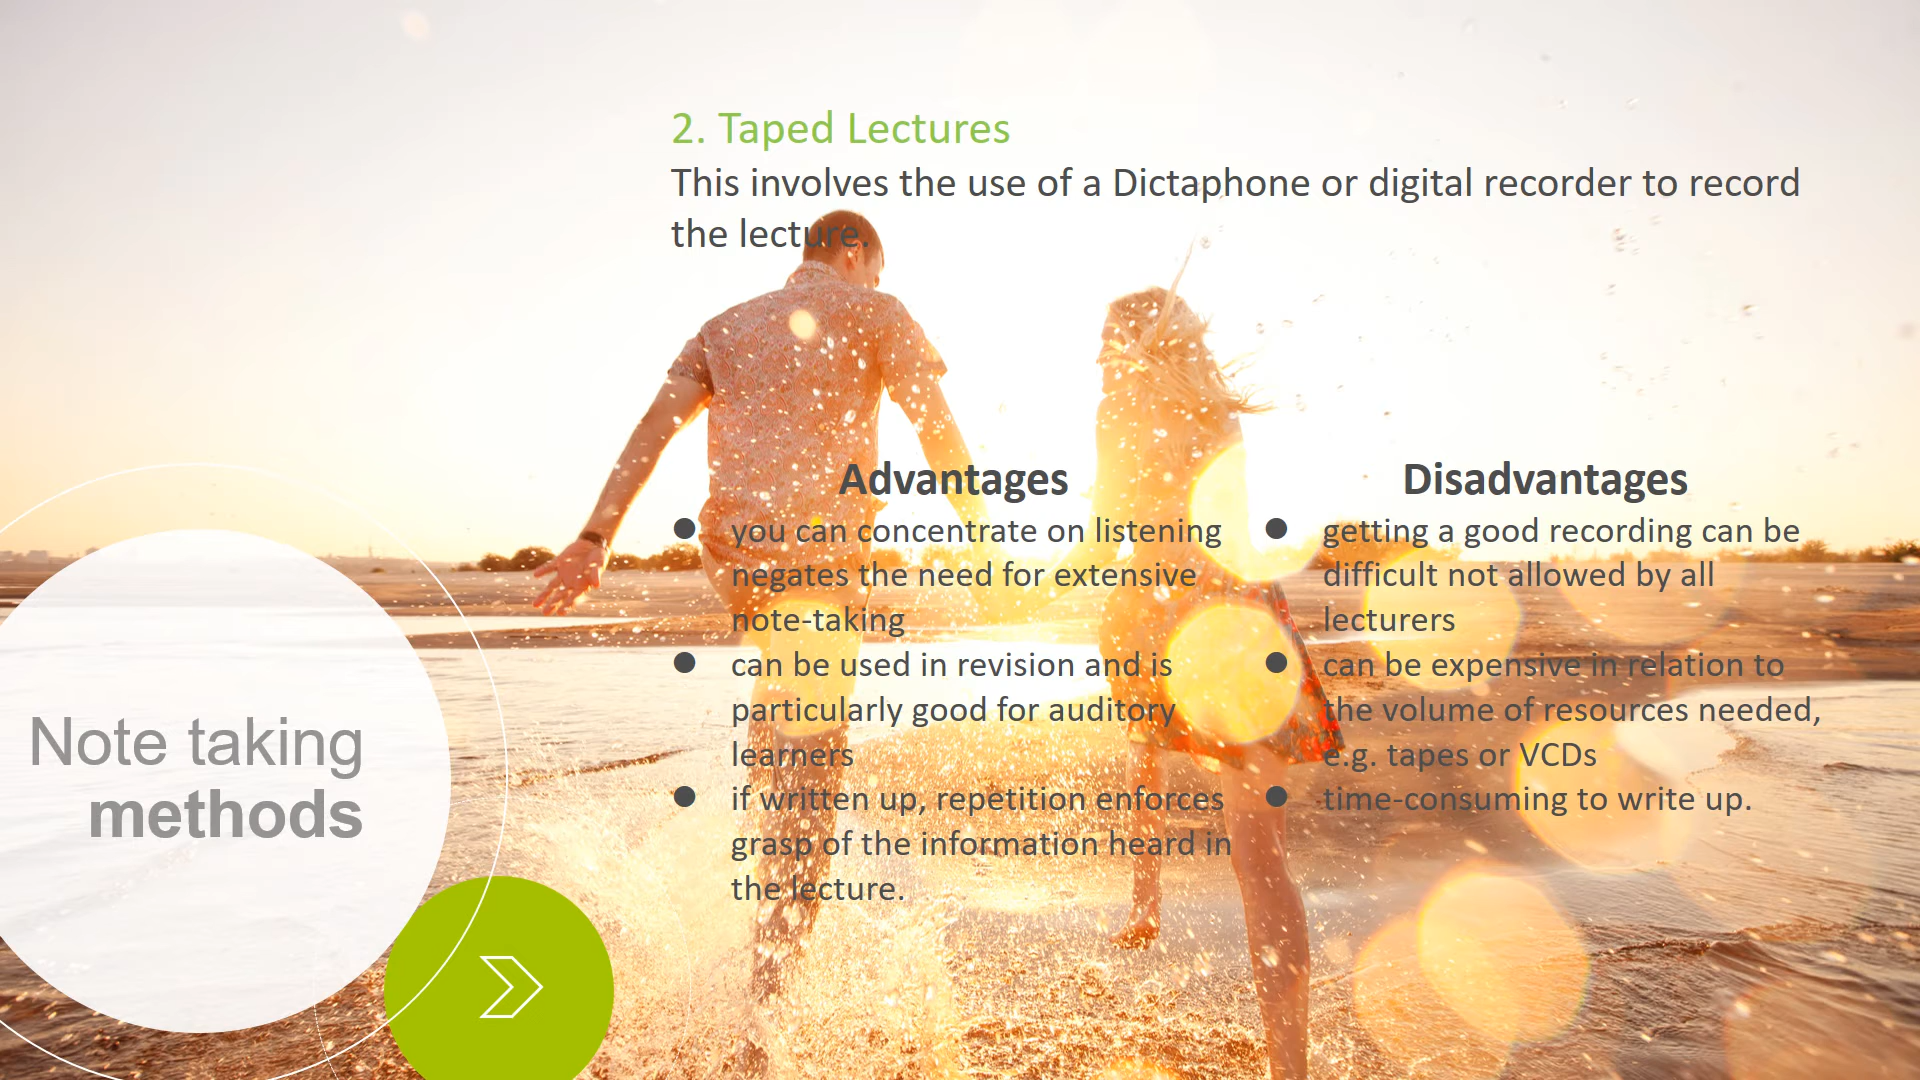 2. Taped Lectures
This involves the use of a Dictaphone or digital recorder to record
the lecture.
Advantages
● you can concentrate on listening
negates the need for extensive
note-taking
● can be used in revision and is
particularly good for auditory
learners
● if written up, repetition enforces
grasp of the information heard in
the lecture.
Disadvantages
● getting a good recording can be
difficult not allowed by all
lecturers
● can be expensive in relation to
the volume of resources needed,
e.g. tapes or VCDs
● time-consuming to write up.
Note taking
methods